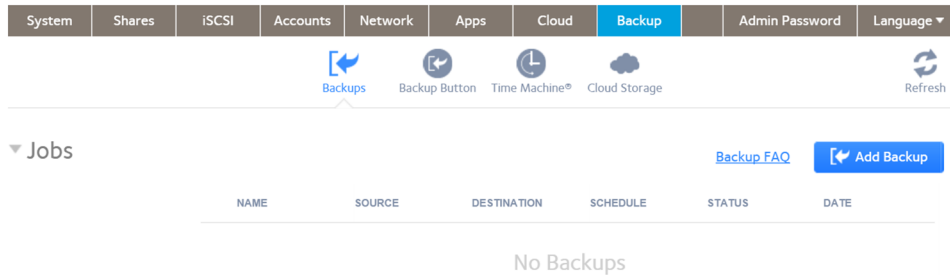 System Shares iSCSI Accounts Network Apps Cloud Backup Admin Password Language
Backups Backup Button Time Machine® Cloud Storage Refresh
Jobs Backup FAQ Add Backup
NAME SOURCE DESTINATION SCHEDULE STATUS DATE
No Backups